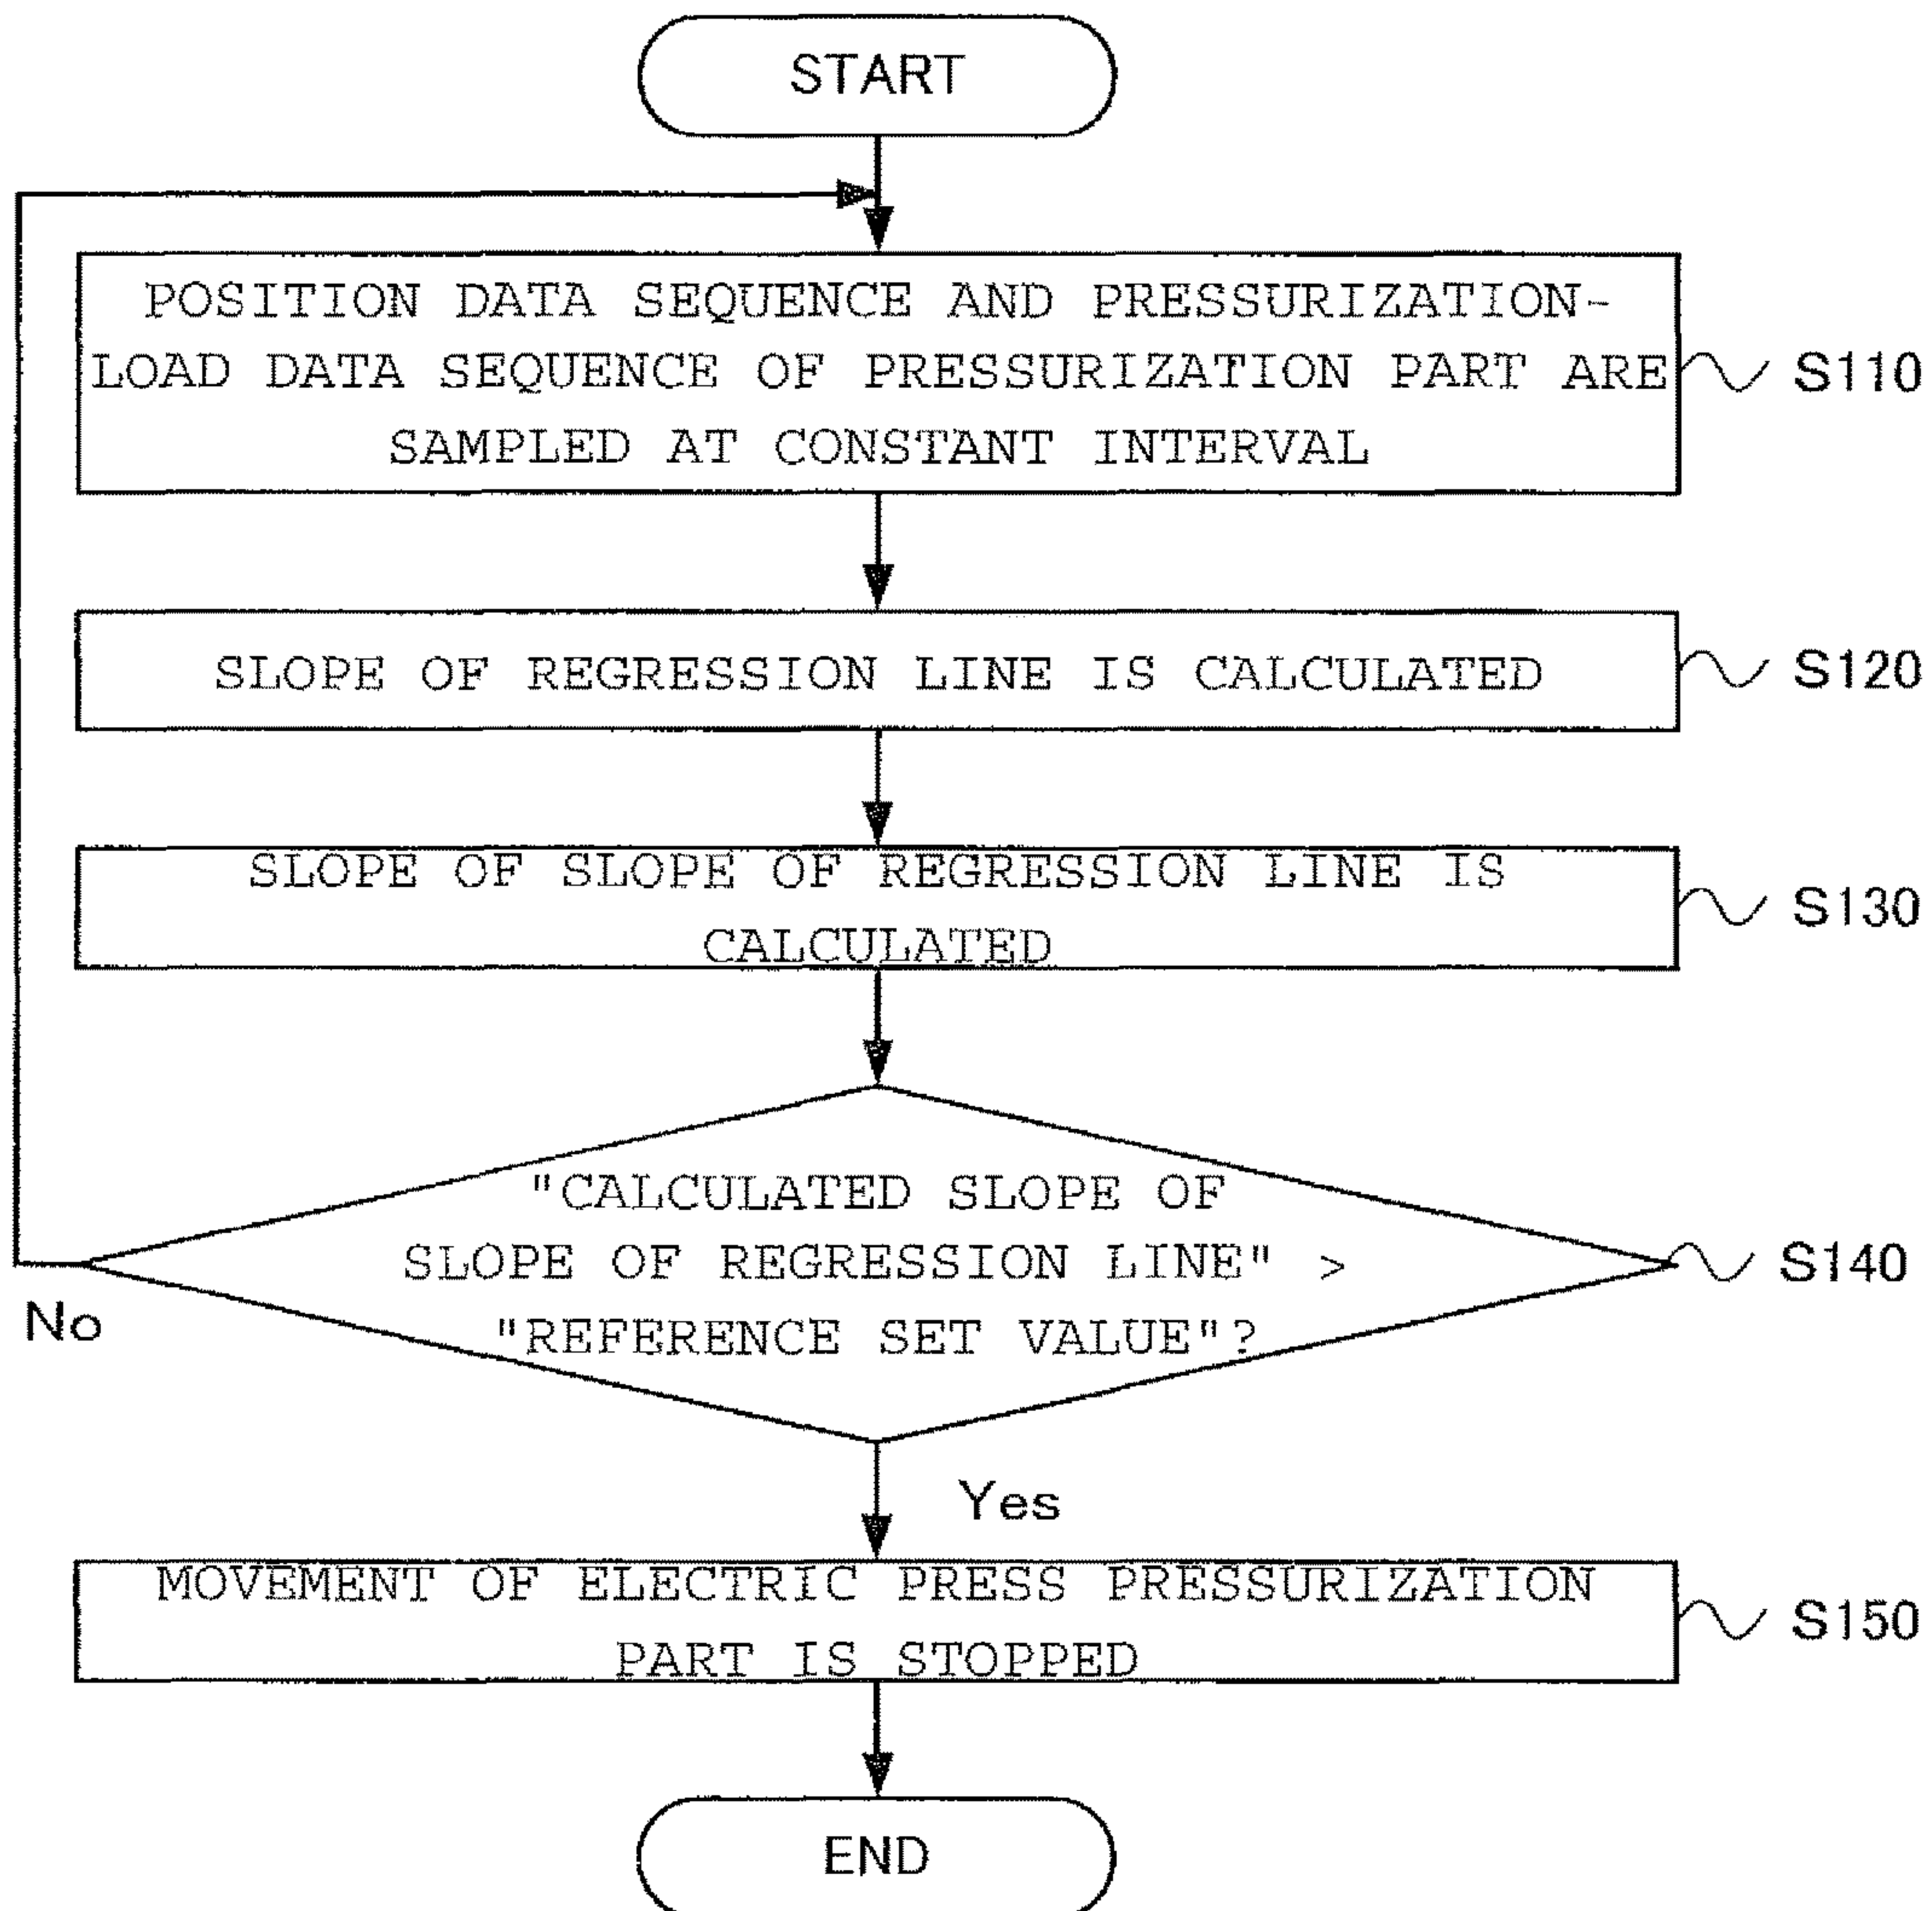 START
POSITION DATA SEQUENCE AND PRESSURIZATION-
LOAD DATA SEQUENCE OF PRESSURIZATION PART ARE
SAMPLED AT CONSTANT INTERVAL
S110
SLOPE OF REGRESSION LINE IS CALCULATED
S120
SLOPE OF SLOPE OF REGRESSION LINE IS
CALCULATED
S130
"CALCULATED SLOPE OF
SLOPE OF REGRESSION LINE" >
"REFERENCE SET VALUE"?
S140
No
Yes
MOVEMENT OF ELECTRIC PRESS PRESSURIZATION
PART IS STOPPED
S150
END